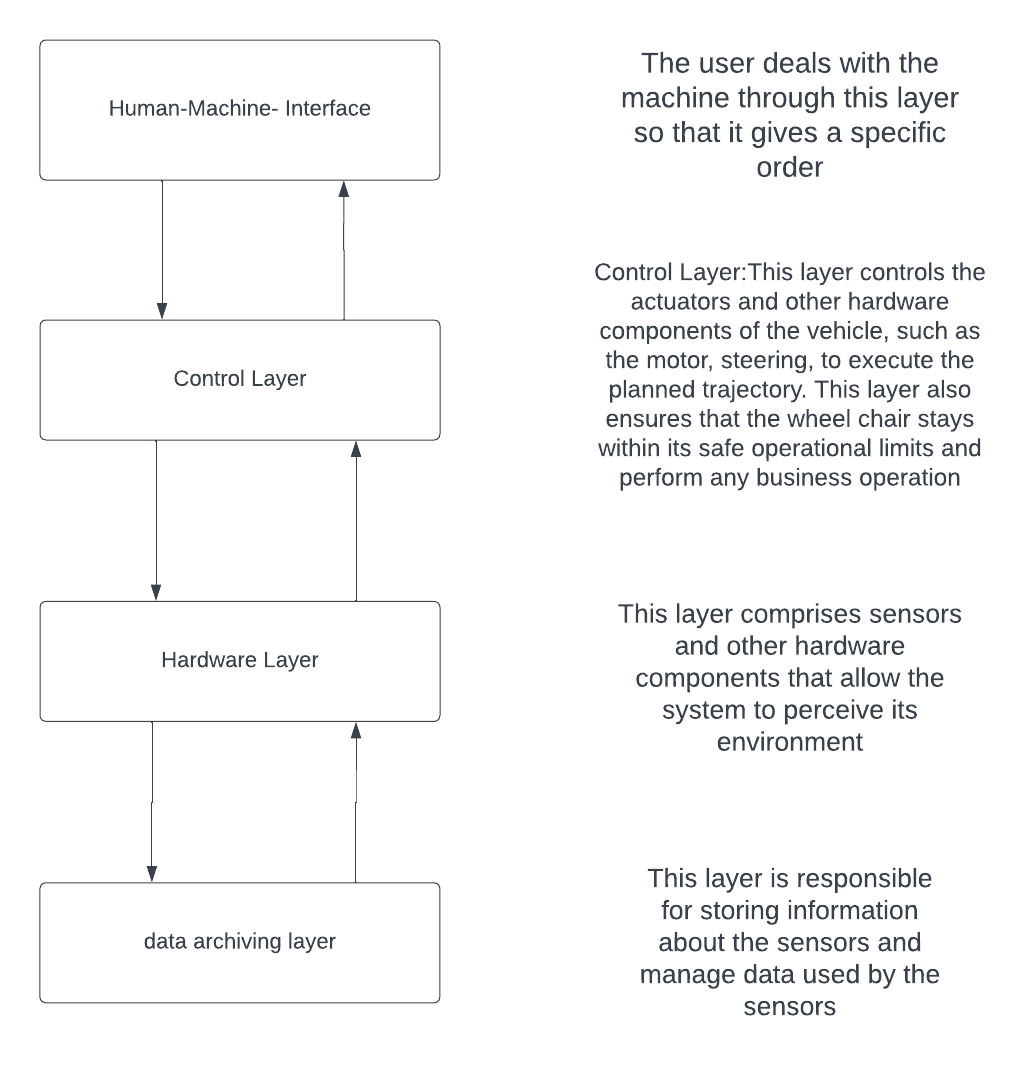 Human-Machine- Interface
The user deals with the
machine through this layer
so that it gives a specific
order
Control Layer
Control Layer:This layer controls the
actuators and other hardware
components of the vehicle, such as
the motor, steering, to execute the
planned trajectory. This layer also
ensures that the wheel chair stays
within its safe operational limits and
perform any business operation
Hardware Layer
This layer comprises sensors
and other hardware
components that allow the
system to perceive its
environment
data archiving layer
This layer is responsible
for storing information
about the sensors and
manage data used by the
sensors